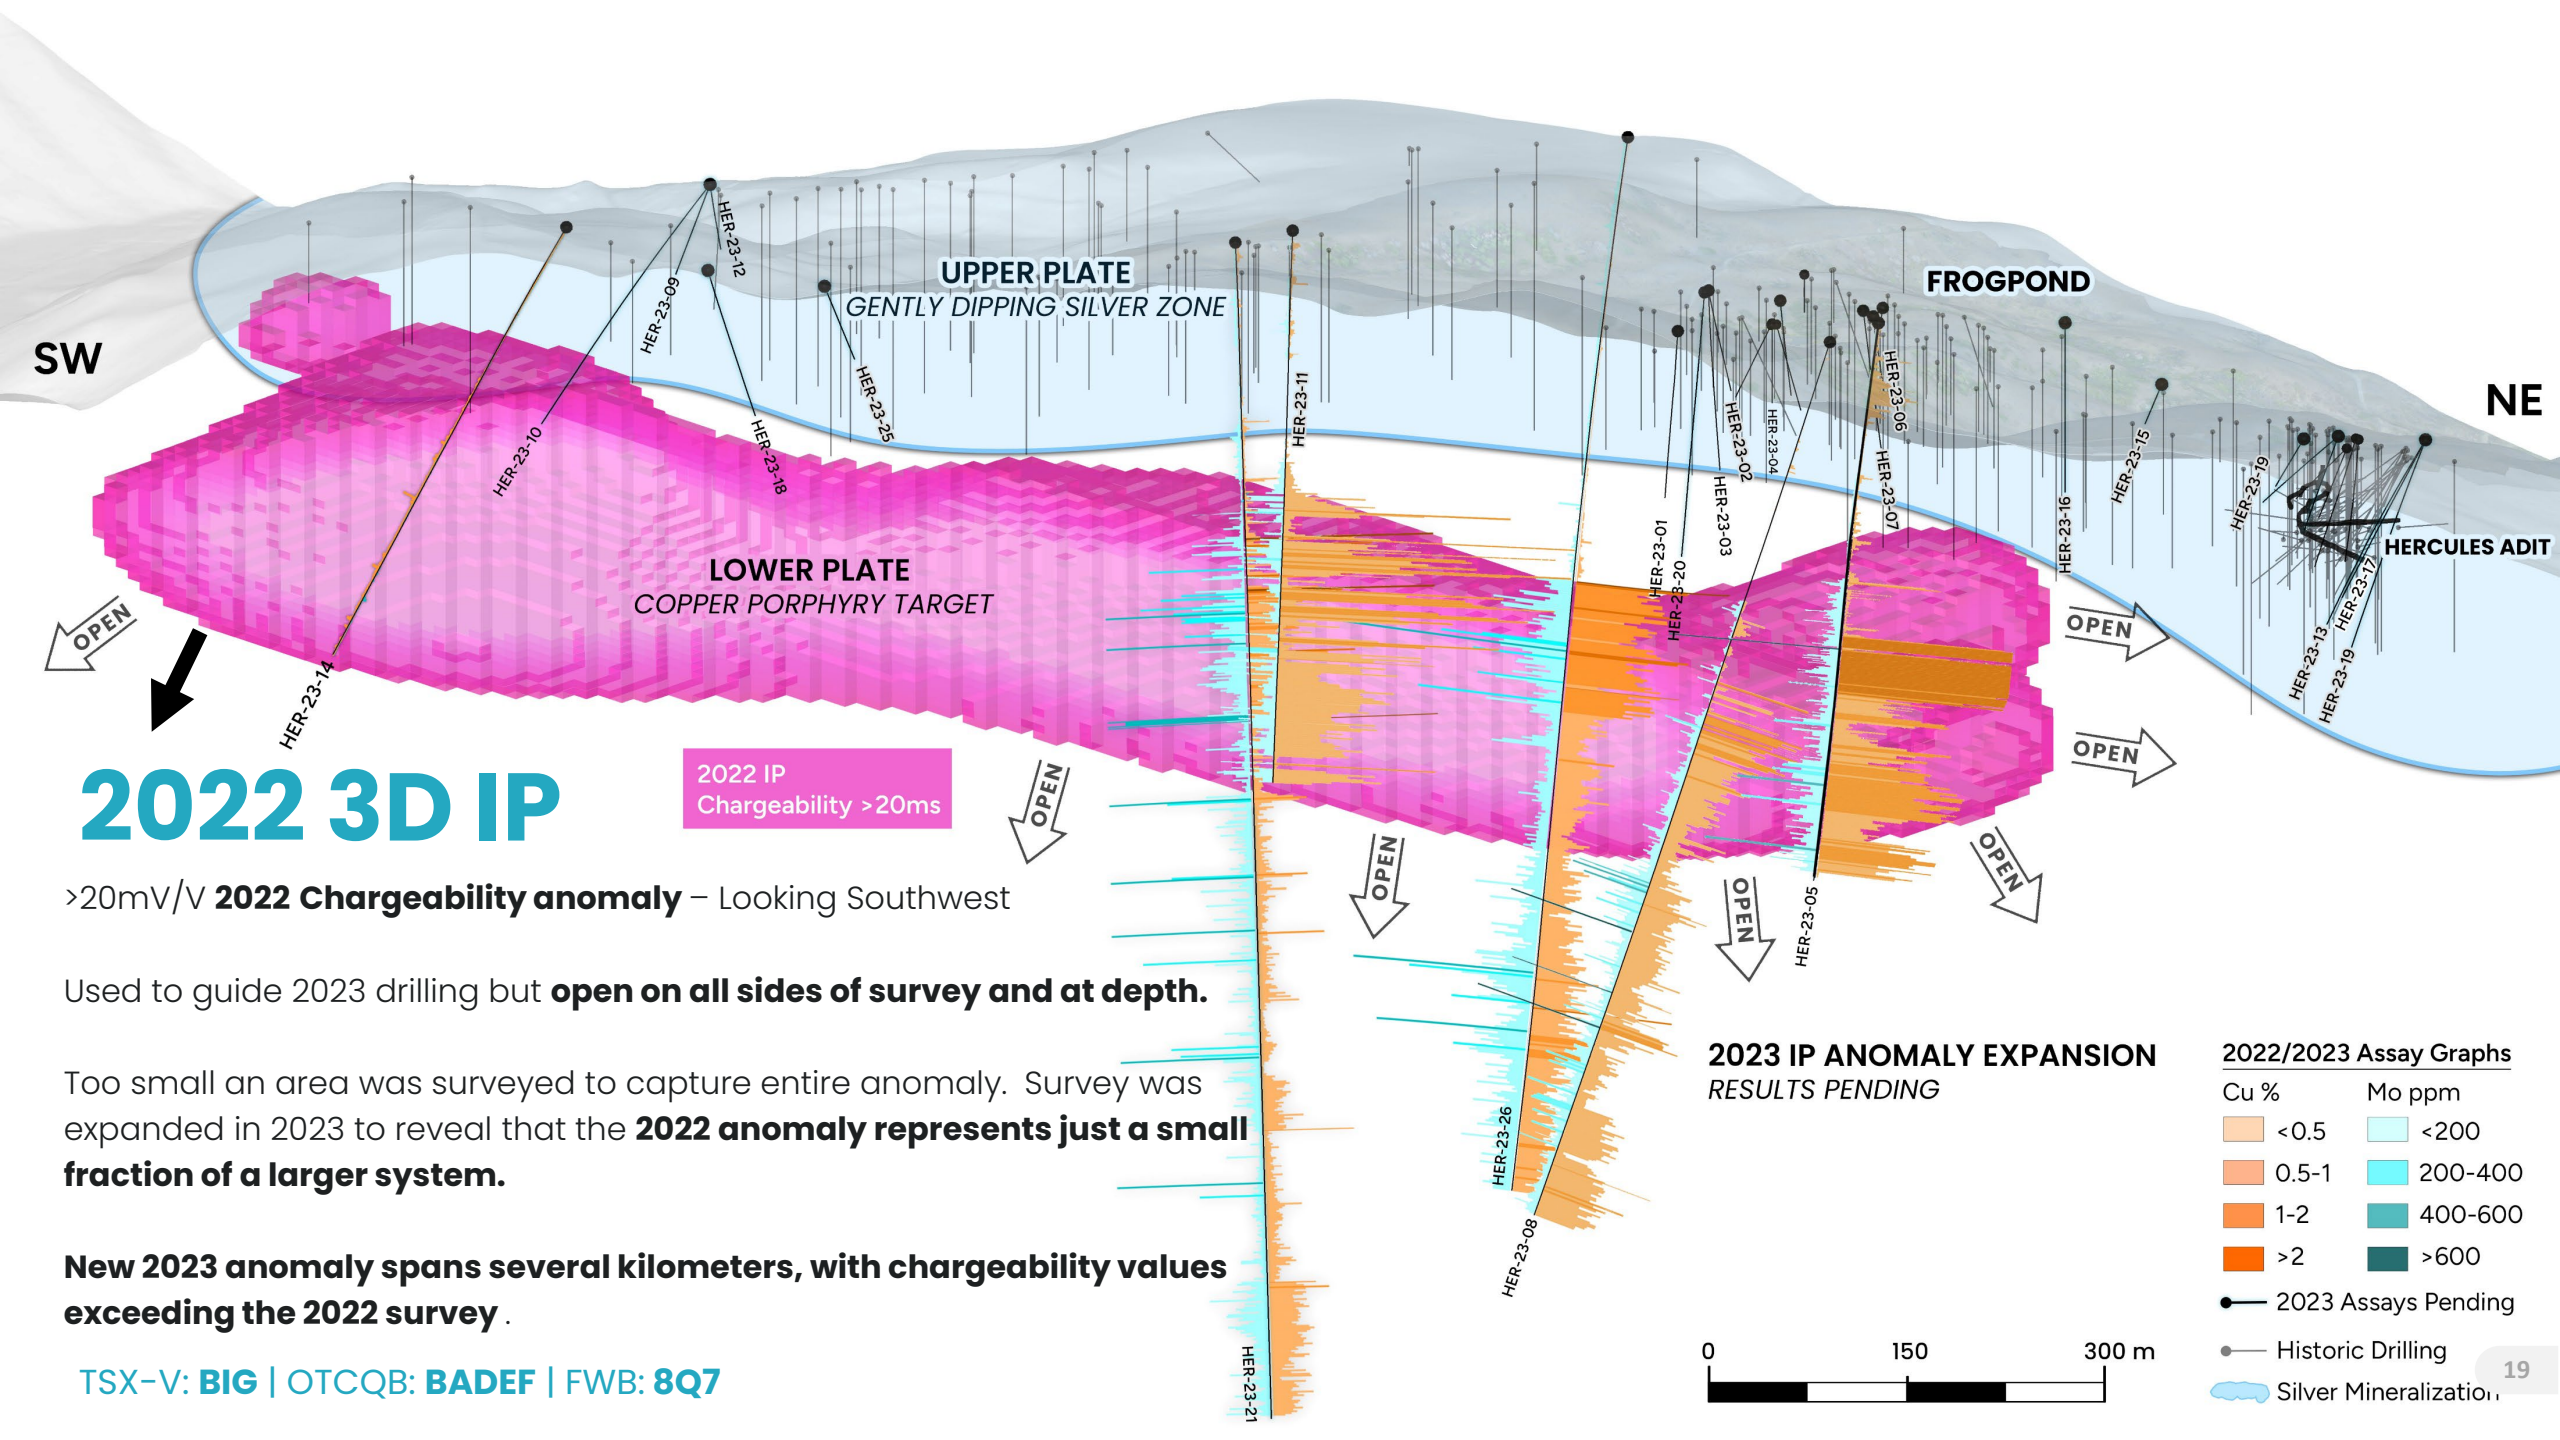 HER-23-12
HER-23-09
UPPER PLATE
GENTLY DIPPING SILVER ZONE
FROGPOND
SW
NE
HER-23-10
HER-23-18
HER-23-25
HER-23-11
HER-23-01
HER-23-20
HER-23-03
HER-23-02
HER-23-04
HER-23-06
HER-23-07
HER-23-16
HER-23-15
HER-23-19
HERCULES ADIT
HER-23-17
HER-23-13
HER-23-19
LOWER PLATE
COPPER PORPHYRY TARGET
OPEN
OPEN
OPEN
HER-23-14
2022 3D IP
2022 IP
Chargeability >20ms
OPEN
OPEN
OPEN
OPEN
HER-23-05
>20mV/V 2022 Chargeability anomaly – Looking Southwest
Used to guide 2023 drilling but open on all sides of survey and at depth.
Too small an area was surveyed to capture entire anomaly. Survey was
expanded in 2023 to reveal that the 2022 anomaly represents just a small
fraction of a larger system.
New 2023 anomaly spans several kilometers, with chargeability values
exceeding the 2022 survey .
TSX-V: BIG | OTCQB: BADEF | FWB: 8Q7
HER-23-21
HER-23-26
HER-23-08
2023 IP ANOMALY EXPANSION
RESULTS PENDING
0 150 300 m
2022/2023 Assay Graphs
Cu % Mo ppm
<0.5 <200
0.5-1 200-400
1-2 400-600
>2 >600
2023 Assays Pending
Historic Drilling
Silver Mineralization
19